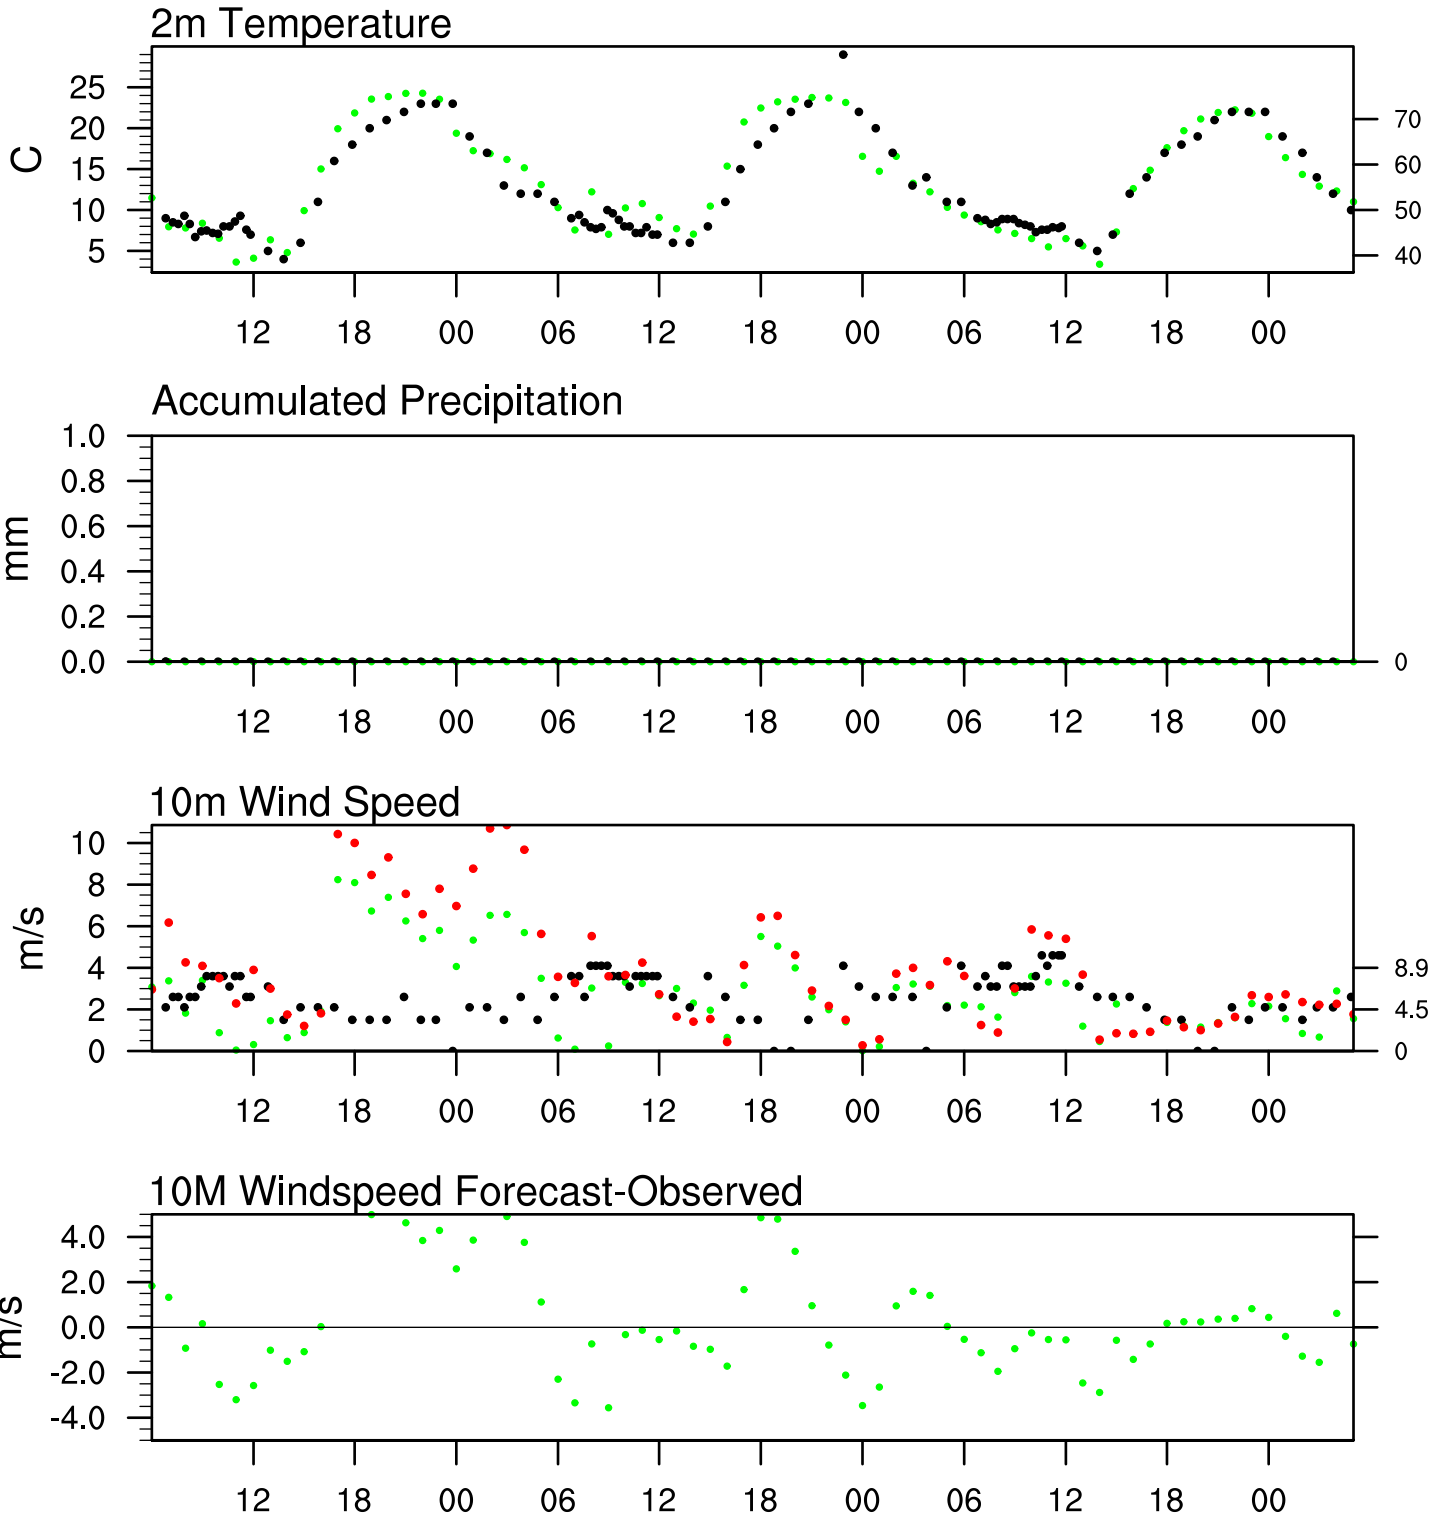 2m Temperature
25
20
15
10
5
C
70
60
50
40
12 18 00 06 12 18 00 06 12 18 00
Accumulated Precipitation
1.0
0.8
0.6
0.4
0.2
0.0
mm
0
12 18 00 06 12 18 00 06 12 18 00
10m Wind Speed
10
8
6
4
2
0
m/s
8.9
4.5
0
12 18 00 06 12 18 00 06 12 18 00
10M Windspeed Forecast-Observed
4.0
2.0
0.0
-2.0
-4.0
m/s
12 18 00 06 12 18 00 06 12 18 00